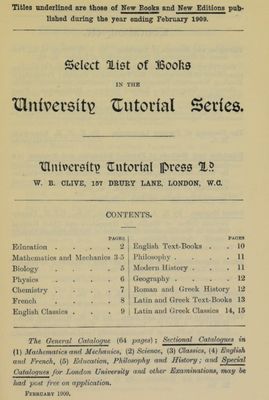 Titles underlined are those of New Books and New Editions pub-
lished during the year ending February 1909.
Select List of Books
IN THE
University Tutorial Series.
University Tutorial Press Ld.
W. B. CLIVE, 157 DRURY LANE, LONDON, W.C.
CONTENTS.
PAGES
Education . . . . 2
Mathematics and Mechanics 3-5
Biology . . . . 5
Physics . . . . 6
Chemistry . . . . 7
French . . . . 8
English Classics . . . 9
PAGES
English Text-Books . . 10
Philosophy . . . . 11
Modern History . . . 11
Geography . . . . 12
Roman and Greek History 12
Latin and Greek Text-Books 13
Latin and Greek Classics 14, 15
The General Catalogue (64 pages); Sectional Catalogues in
(1) Mathematics and Mechanics, (2) Science, (3) Classics, (4) English
and French, (5) Education, Philosophy and History; and Special
Catalogues for London University and other Examinations, may be
had post free on application.
FEBRUARY 1909.